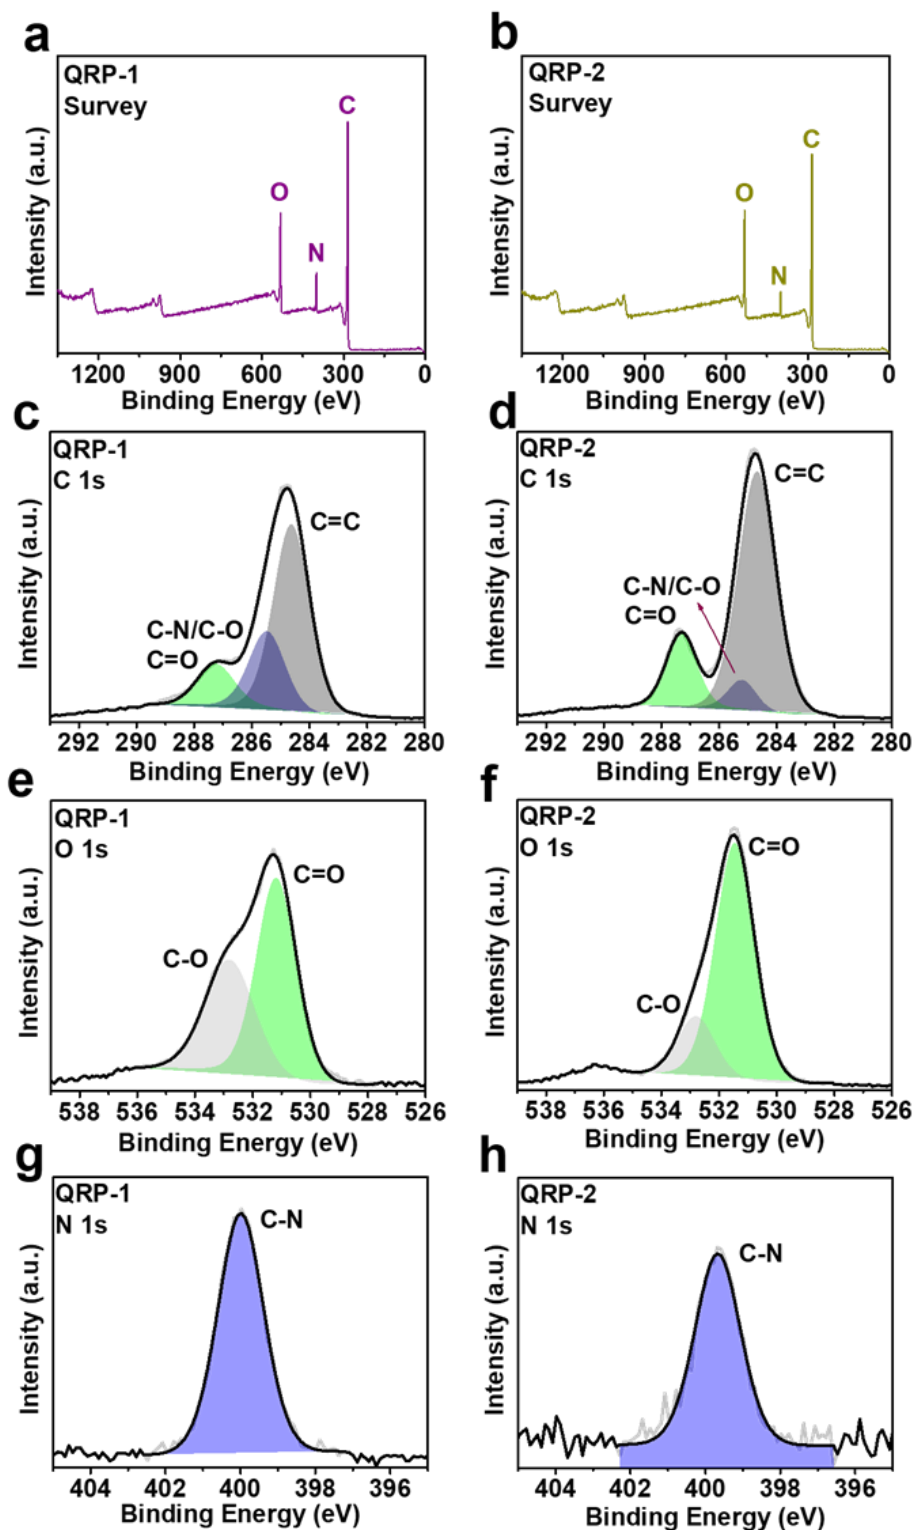 a
QRP-1
Survey
C
O
N
Intensity (a.u.)
1200 900 600 300 0
Binding Energy (eV)
b
QRP-2
Survey
C
O
N
Intensity (a.u.)
1200 900 600 300 0
Binding Energy (eV)
c
QRP-1
C 1s
C=C
C-N/C-O
C=O
Intensity (a.u.)
292 290 288 286 284 282 280
Binding Energy (eV)
d
QRP-2
C 1s
C=C
C-N/C-O
C=O
Intensity (a.u.)
292 290 288 286 284 282 280
Binding Energy (eV)
e
QRP-1
O 1s
C=O
C-O
Intensity (a.u.)
538 536 534 532 530 528 526
Binding Energy (eV)
f
QRP-2
O 1s
C=O
C-O
Intensity (a.u.)
538 536 534 532 530 528 526
Binding Energy (eV)
g
QRP-1
N 1s
C-N
Intensity (a.u.)
404 402 400 398 396
Binding Energy (eV)
h
QRP-2
N 1s
C-N
Intensity (a.u.)
404 402 400 398 396
Binding Energy (eV)